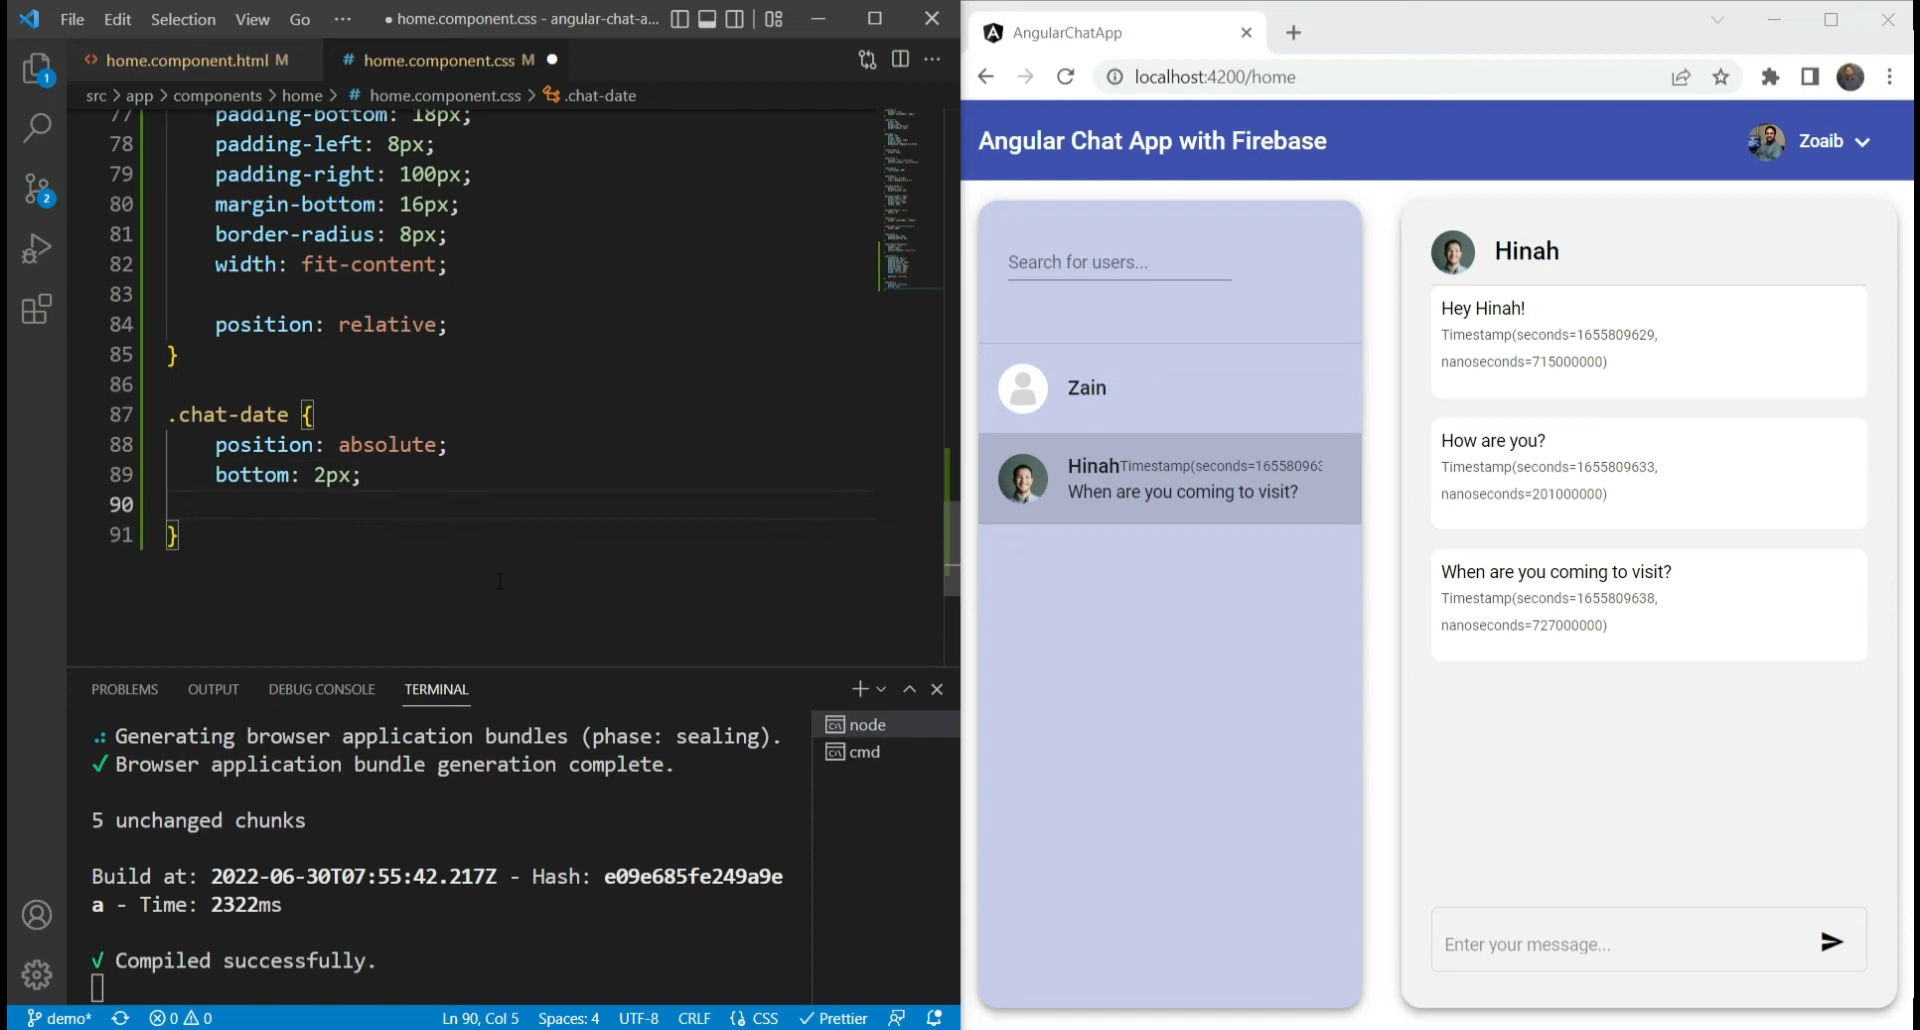 File Edit Selection View Go ··· ● home.component.css - angular-chat-a...
<> home.component.html M # home.component.css M ●
src > app > components > home > # home.component.css > .chat-date
77 padding-bottom: 18px;
78 padding-left: 8px;
79 padding-right: 100px;
80 margin-bottom: 16px;
81 border-radius: 8px;
82 width: fit-content;
83
84 position: relative;
85 }
86
87 .chat-date {
88 position: absolute;
89 bottom: 2px;
90
91 }
1
2
PROBLEMS OUTPUT DEBUG CONSOLE TERMINAL
Generating browser application bundles (phase: sealing).
✓ Browser application bundle generation complete.
5 unchanged chunks
Build at: 2022-06-30T07:55:42.217Z - Hash: e09e685fe249a9e
a - Time: 2322ms
√ Compiled successfully.
node
cmd
demo* 0 0 Ln 90, Col 5 Spaces: 4 UTF-8 CRLF {} CSS ✓ Prettier
AngularChatApp
localhost:4200/home
Angular Chat App with Firebase
Zoaib
Search for users...
Zain
HinahTimestamp(seconds=16558096
When are you coming to visit?
Hinah
Hey Hinah!
Timestamp(seconds=1655809629,
nanoseconds=715000000)
How are you?
Timestamp(seconds=1655809633,
nanoseconds=201000000)
When are you coming to visit?
Timestamp(seconds=1655809638,
nanoseconds=727000000)
Enter your message...